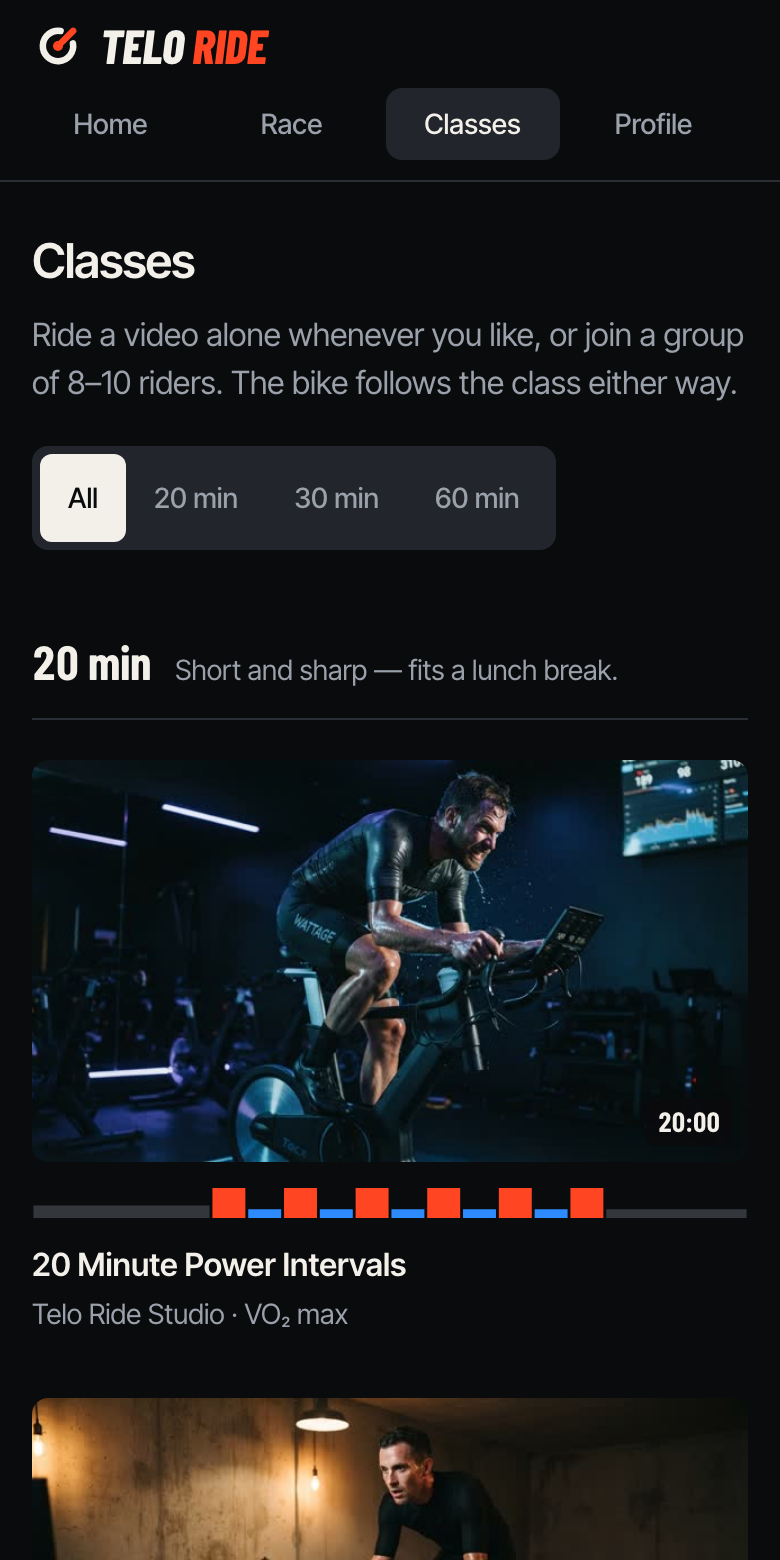 TELO RIDE
Home Race Classes Profile
Classes
Ride a video alone whenever you like, or join a group
of 8–10 riders. The bike follows the class either way.
All 20 min 30 min 60 min
20 min Short and sharp — fits a lunch break.
98
WATTAGE
20:00
20 Minute Power Intervals
Telo Ride Studio · VO₂ max